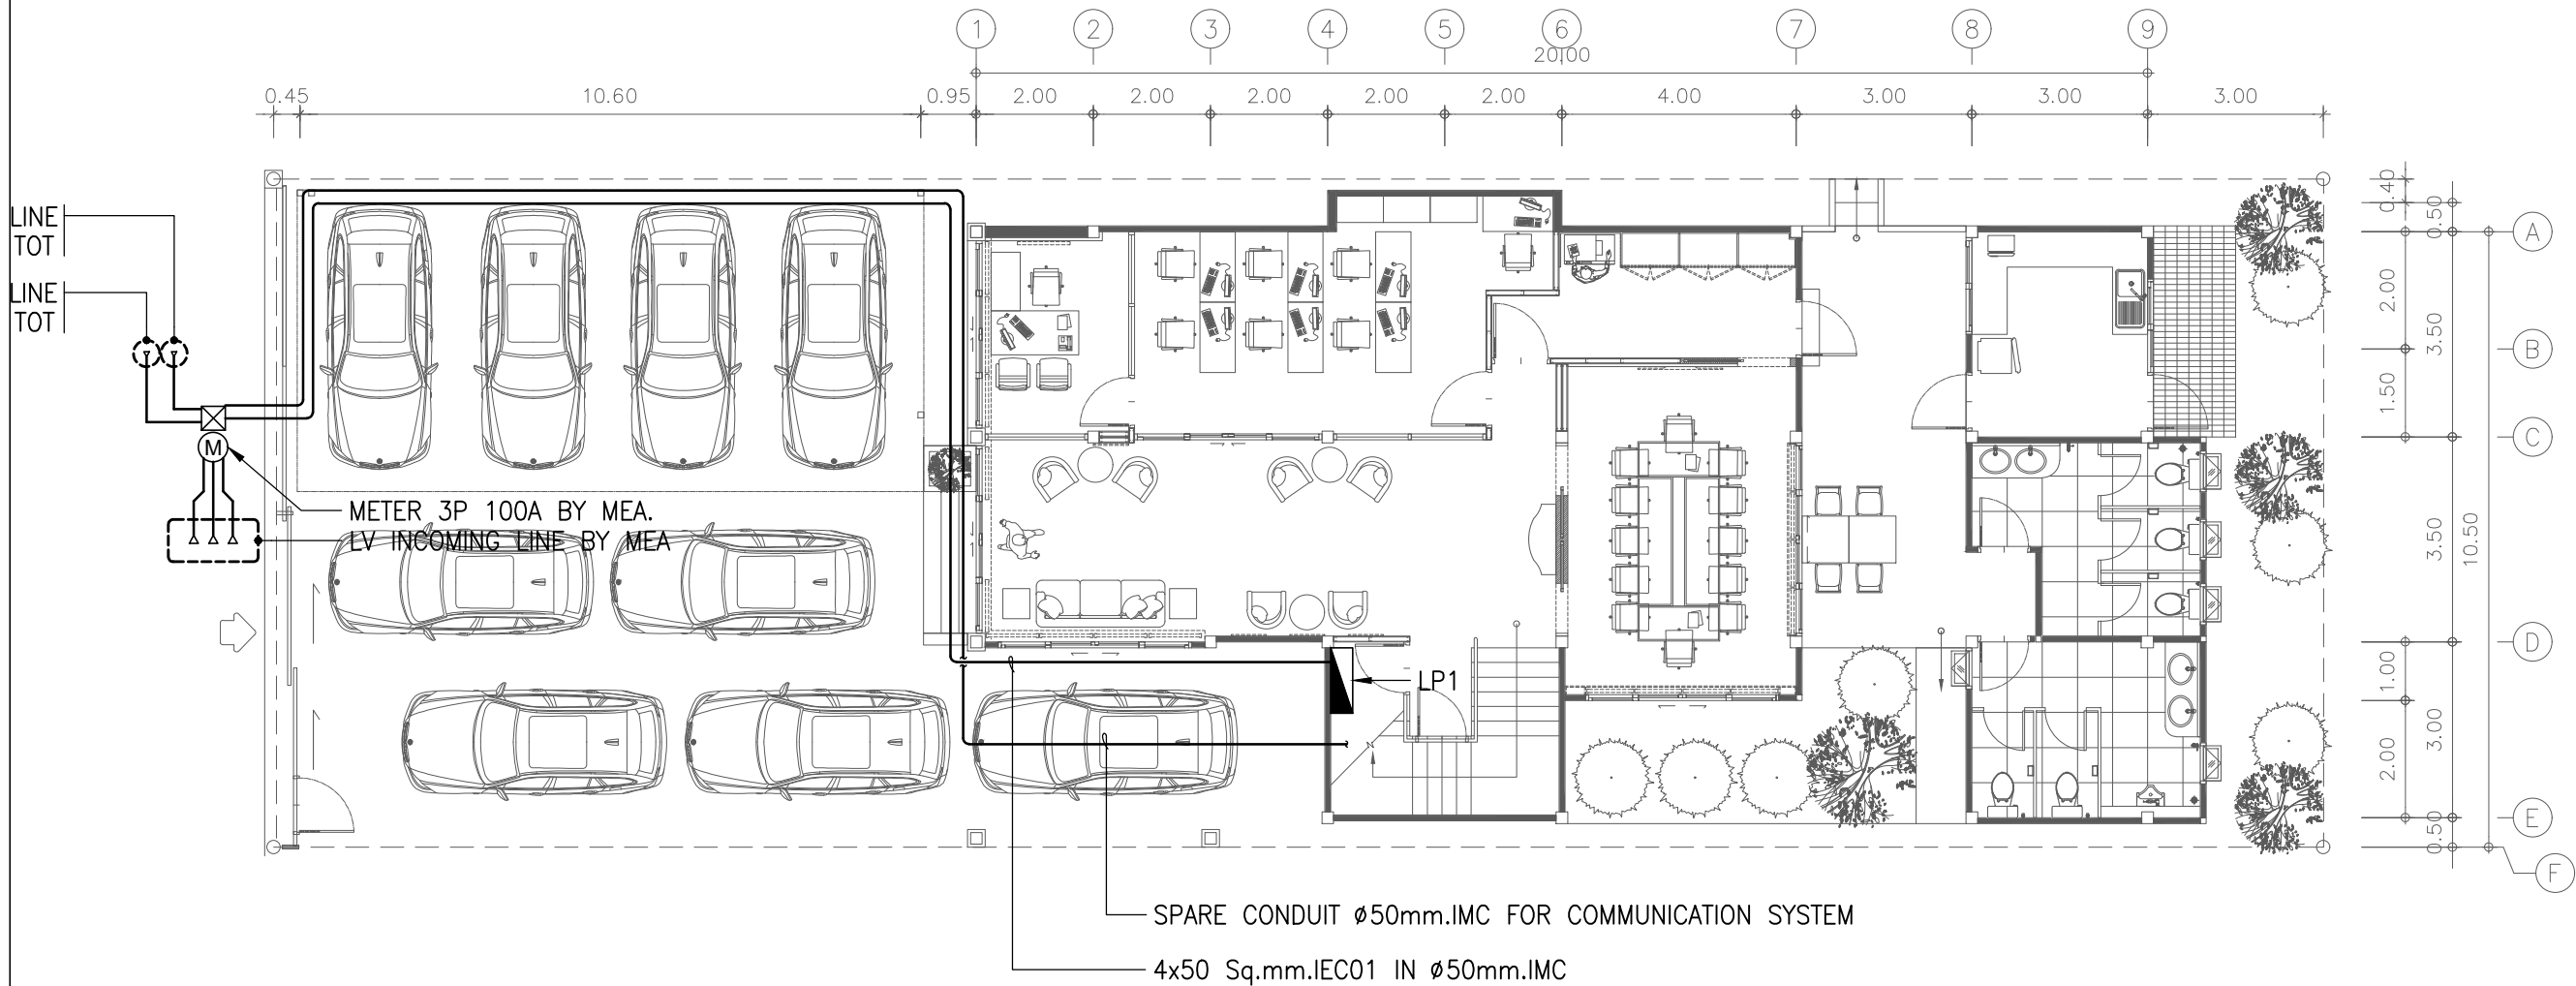 1 2 3 4 5 6 7 8 9
20.00
0.45 10.60 0.95 2.00 2.00 2.00 2.00 2.00 4.00 3.00 3.00 3.00
LINE
TOT
LINE
TOT
M
METER 3P 100A BY MEA.
LV INCOMING LINE BY MEA
LP1
0.40
0.50
A
2.00
3.50
B
1.50
C
3.50
10.50
D
1.00
3.00
2.00
E
0.50
F
SPARE CONDUIT ø50mm.IMC FOR COMMUNICATION SYSTEM
4x50 Sq.mm.IEC01 IN ø50mm.IMC